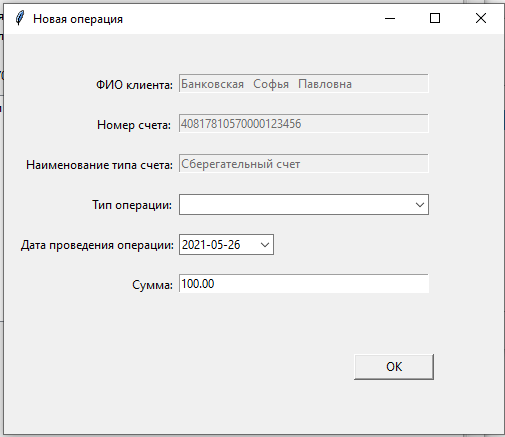 Новая операция
ФИО клиента: Банковская Софья Павловна
Номер счета: 40817810570000123456
Наименование типа счета: Сберегательный счет
Тип операции:
Дата проведения операции: 2021-05-26
Сумма: 100.00
OK